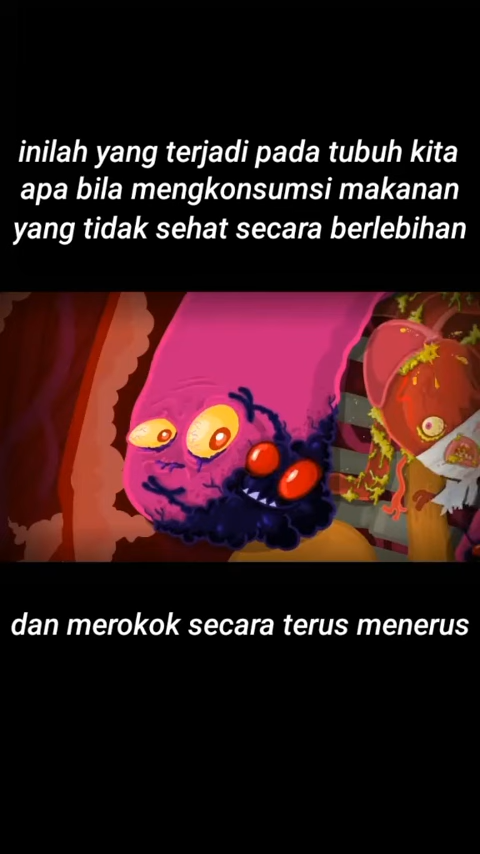 inilah yang terjadi pada tubuh kita
apa bila mengkonsumsi makanan
yang tidak sehat secara berlebihan
dan merokok secara terus menerus